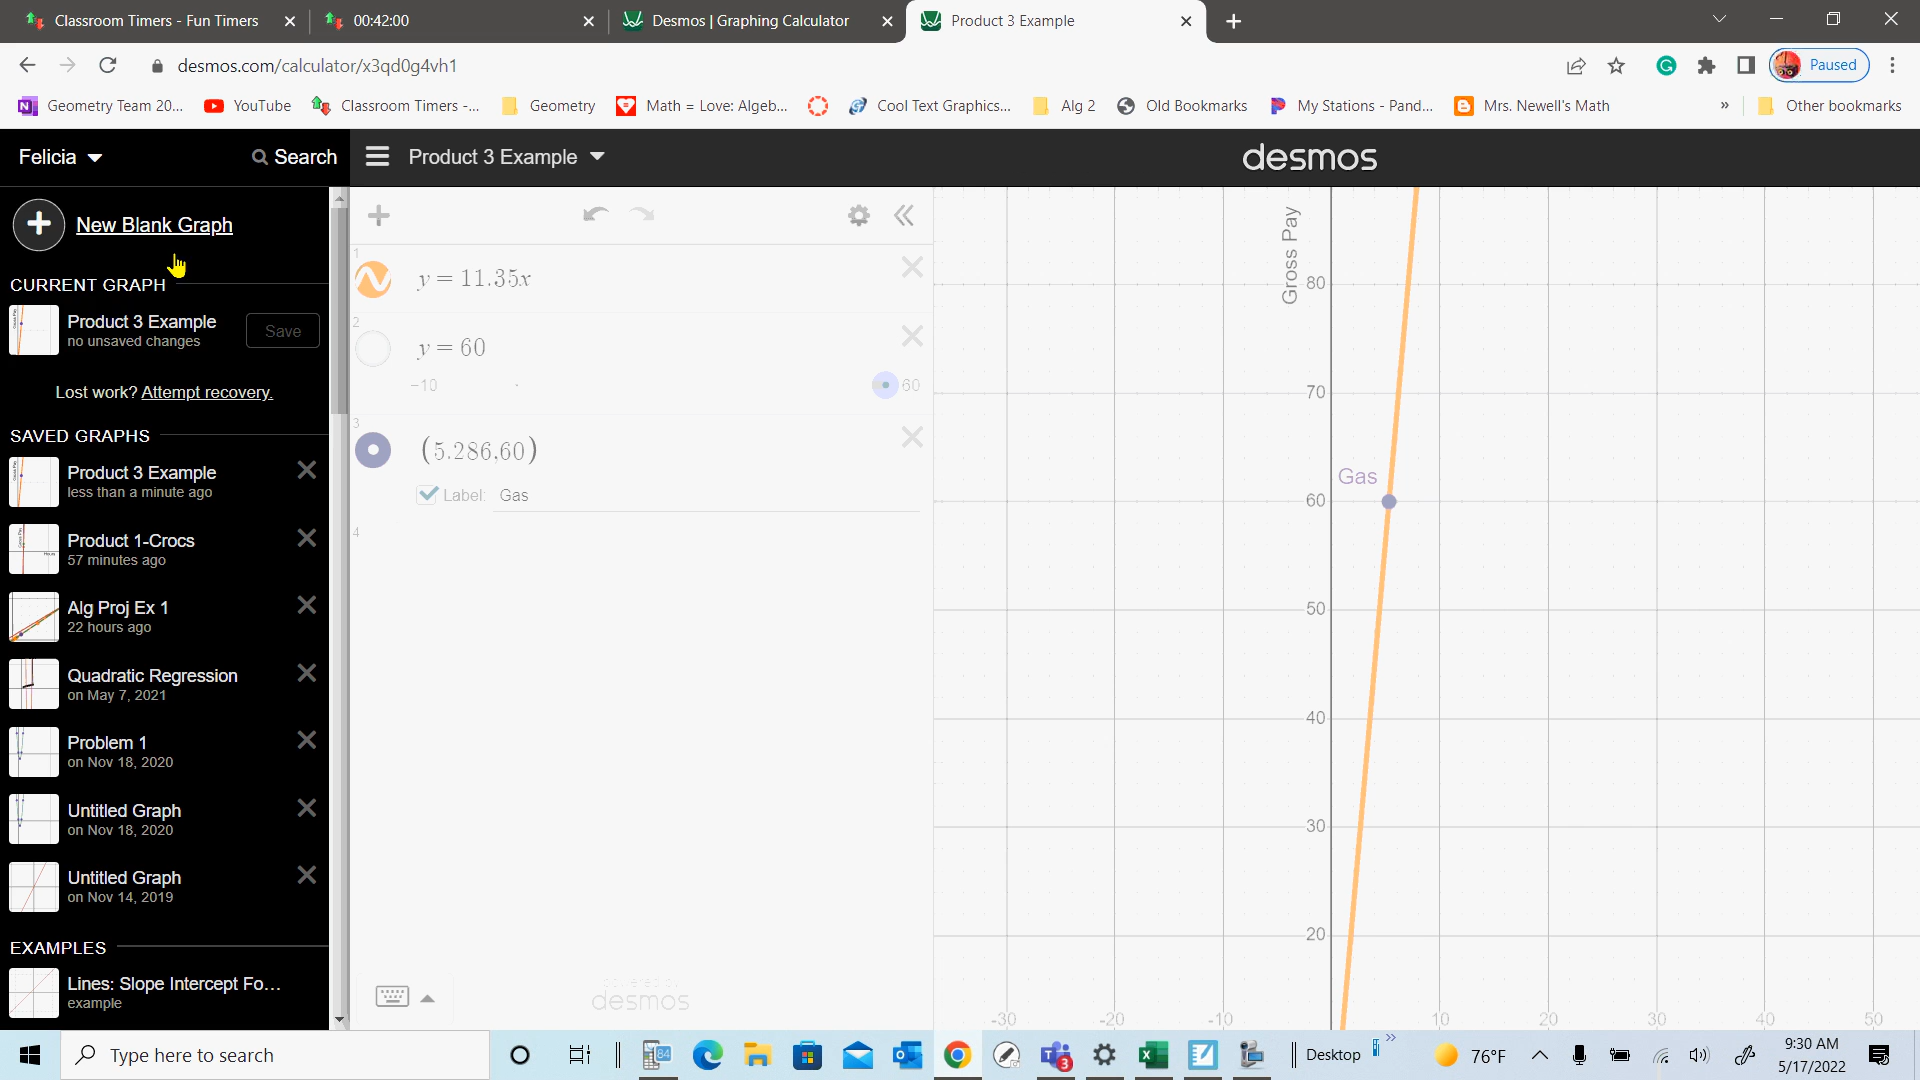 Classroom Timers - Fun Timers
00:42:00
Desmos | Graphing Calculator
Product 3 Example
desmos.com/calculator/x3qd0g4vh1
Paused
Geometry Team 20...
YouTube
Classroom Timers -...
Geometry
Math = Love: Algeb...
Cool Text Graphics...
Alg 2
Old Bookmarks
My Stations - Pand...
Mrs. Newell's Math
»
Other bookmarks
Felicia
Search
Product 3 Example
desmos
New Blank Graph
CURRENT GRAPH
Product 3 Example
no unsaved changes
Save
Lost work? Attempt recovery.
SAVED GRAPHS
Product 3 Example
less than a minute ago
Product 1-Crocs
57 minutes ago
Alg Proj Ex 1
22 hours ago
Quadratic Regression
on May 7, 2021
Problem 1
on Nov 18, 2020
Untitled Graph
on Nov 18, 2020
Untitled Graph
on Nov 14, 2019
EXAMPLES
Lines: Slope Intercept Fo...
example
1
y = 11.35x
2
y = 60
-10
60
3
(5.286,60)
Label: Gas
4
powered by
desmos
Gross Pay
80
70
Gas
60
50
40
30
20
-30 -20 -10 10 20 30 40 50
Type here to search
84
3
Desktop
»
76°F
9:30 AM
5/17/2022